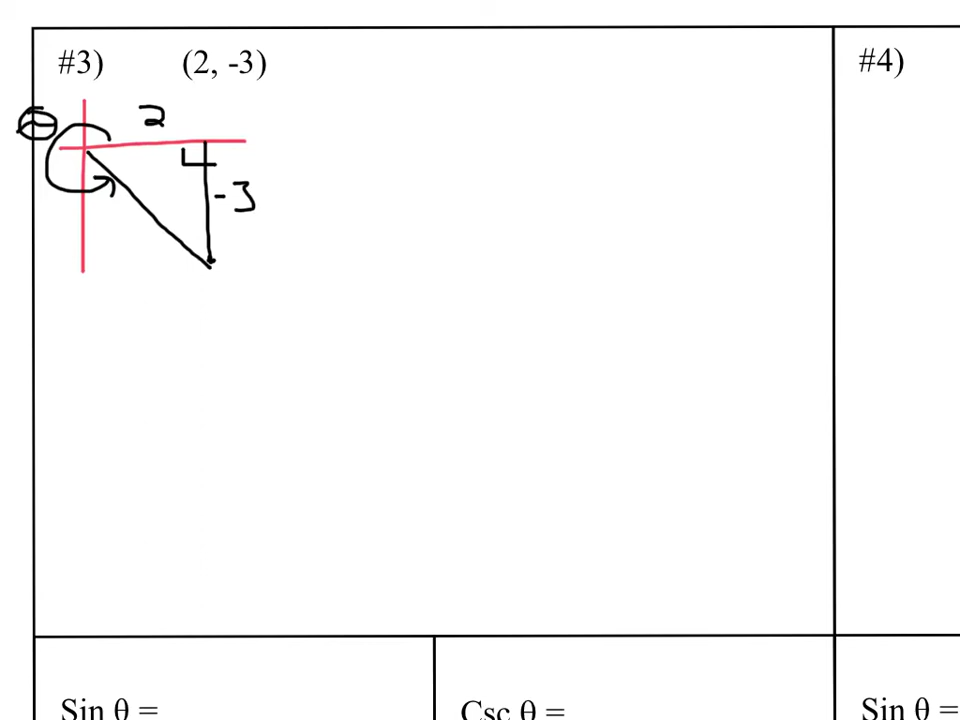 #3) (2, -3) #4)
θ 2
-3
Sin θ = Csc θ = Sin θ =